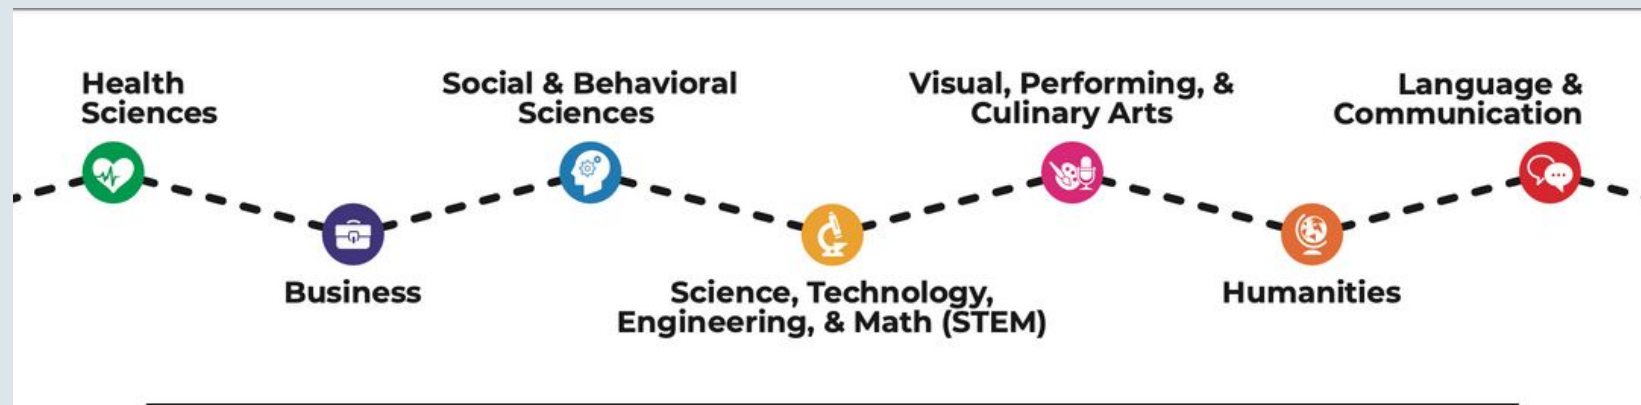 Health
Sciences
Social & Behavioral
Sciences
Visual, Performing, &
Culinary Arts
Language &
Communication
Business
Science, Technology,
Engineering, & Math (STEM)
Humanities